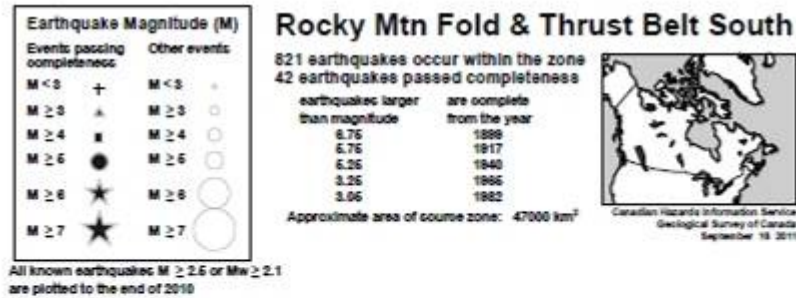 Earthquake Magnitude (M)
Events passing completeness
Other events
M < 3 M < 3
M ≥ 3 M ≥ 3
M ≥ 4 M ≥ 4
M ≥ 5 M ≥ 5
M ≥ 6 M ≥ 6
M ≥ 7 M ≥ 7
All known earthquakes M ≥ 2.5 or Mw ≥ 2.1
are plotted to the end of 2010
Rocky Mtn Fold & Thrust Belt South
821 earthquakes occur within the zone
42 earthquakes passed completeness
earthquakes larger are complete
than magnitude from the year
6.75 1899
5.75 1917
5.25 1940
3.25 1965
3.05 1982
Approximate area of source zone: 47000 km²
Canadian Hazards Information Service
Geological Survey of Canada
September 2011